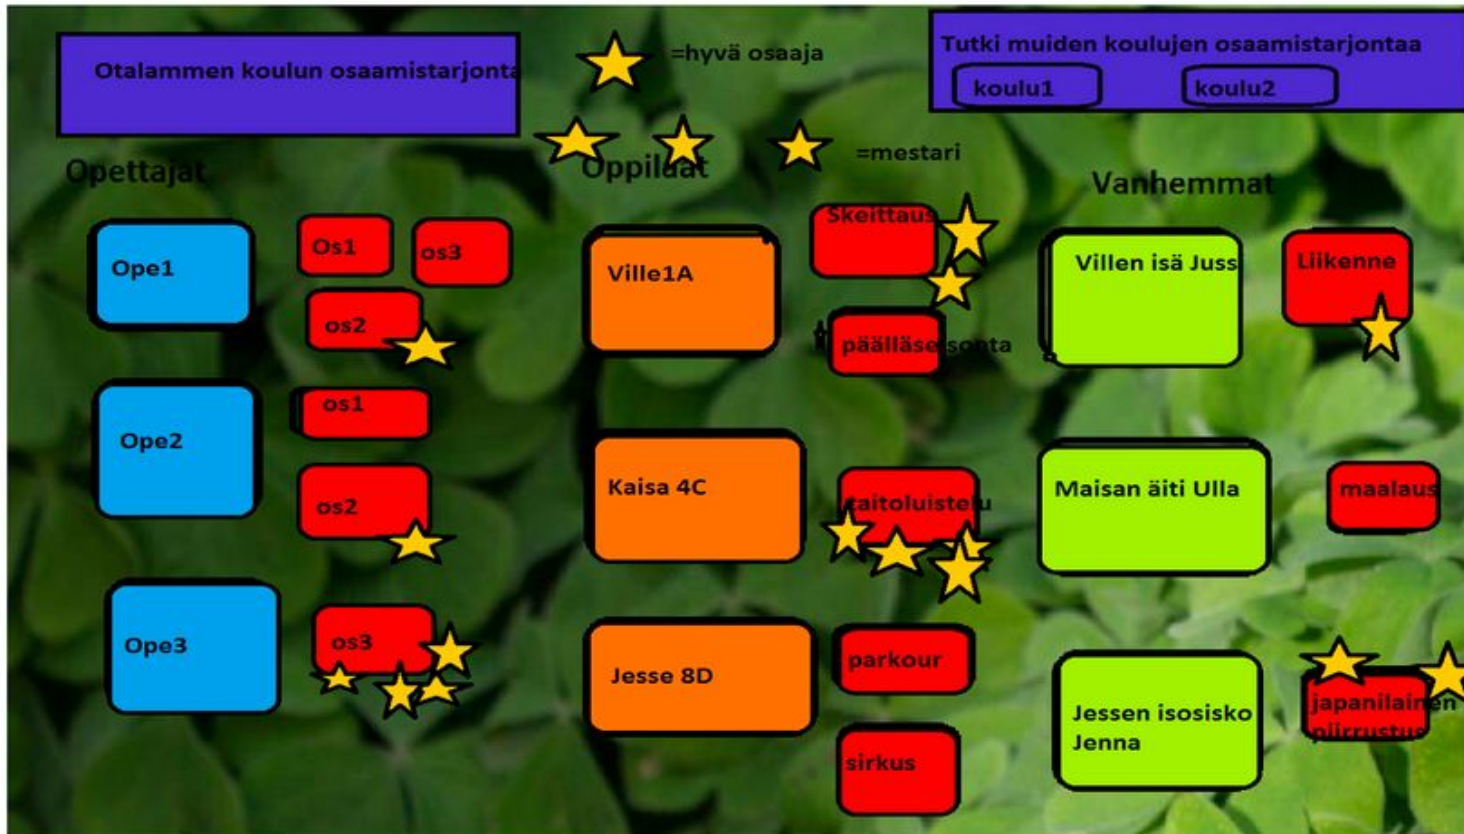 Otalammen koulun osaamistarjonta
=hyvä osaaja
Tutki muiden koulujen osaamistarjontaa
koulu1
koulu2
=mestari
Opettajat
Oppilaat
Vanhemmat
Ope1
Os1
os3
os2
Ope2
os1
os2
Ope3
os3
Ville1A
Skeittaus
päälläseisonta
Kaisa 4C
taitoluistelu
Jesse 8D
parkour
sirkus
Villen isä Juss
Liikenne
Maisan äiti Ulla
maalaus
Jessen isosisko
Jenna
japanilainen
piirrustus